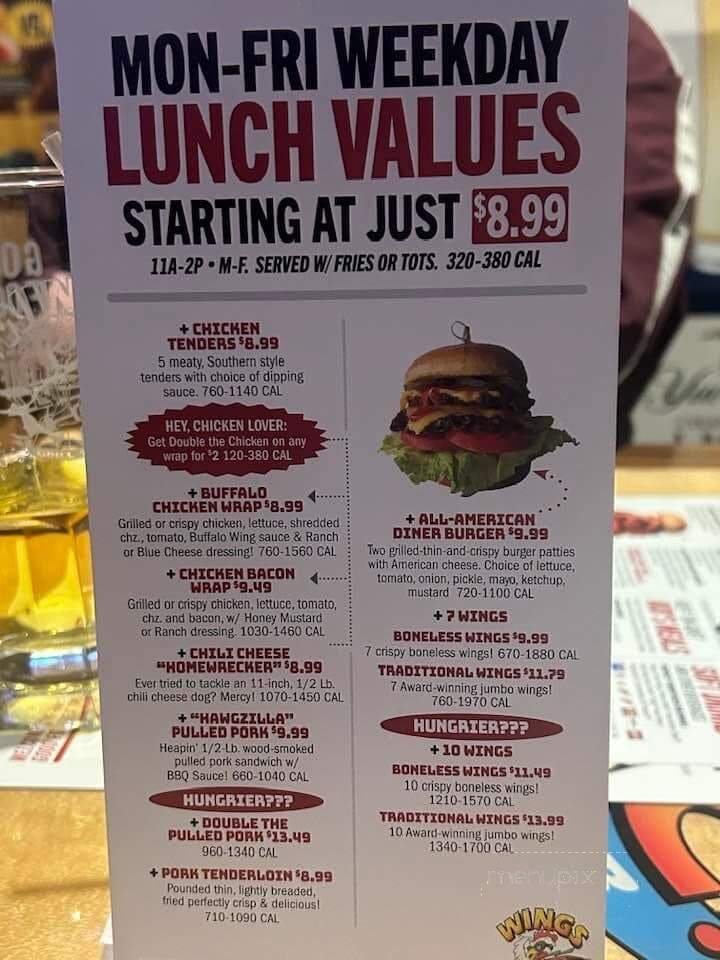 MON-FRI WEEKDAY
LUNCH VALUES
STARTING AT JUST $8.99
11A-2P • M-F. SERVED W/ FRIES OR TOTS. 320-380 CAL
+ CHICKEN
TENDERS $8.99
5 meaty, Southern style
tenders with choice of dipping
sauce. 760-1140 CAL
HEY, CHICKEN LOVER:
Get Double the Chicken on any
wrap for $2 120-380 CAL
+ BUFFALO
CHICKEN WRAP $8.99
Grilled or crispy chicken, lettuce, shredded
chz., tomato, Buffalo Wing sauce & Ranch
or Blue Cheese dressing! 760-1560 CAL
+ CHICKEN BACON
WRAP $9.49
Grilled or crispy chicken, lettuce, tomato,
chz. and bacon, w/ Honey Mustard
or Ranch dressing. 1030-1460 CAL
+ CHILI CHEESE
"HOMEWRECKER" $8.99
Ever tried to tackle an 11-inch, 1/2 Lb.
chili cheese dog? Mercy! 1070-1450 CAL
+ "HAWGZILLA"
PULLED PORK $9.99
Heapin' 1/2-Lb. wood-smoked
pulled pork sandwich w/
BBQ Sauce! 660-1040 CAL
HUNGRIER???
+ DOUBLE THE
PULLED PORK $13.49
960-1340 CAL
+ PORK TENDERLOIN $8.99
Pounded thin, lightly breaded,
fried perfectly crisp & delicious!
710-1090 CAL
+ ALL-AMERICAN
DINER BURGER $9.99
Two grilled-thin-and-crispy burger patties
with American cheese. Choice of lettuce,
tomato, onion, pickle, mayo, ketchup,
mustard 720-1100 CAL
+ 7 WINGS
BONELESS WINGS $9.99
7 crispy boneless wings! 670-1880 CAL
TRADITIONAL WINGS $11.79
7 Award-winning jumbo wings!
760-1970 CAL
HUNGRIER???
+ 10 WINGS
BONELESS WINGS $11.49
10 crispy boneless wings!
1210-1570 CAL
TRADITIONAL WINGS $13.99
10 Award-winning jumbo wings!
1340-1700 CAL
menupix
WINGS